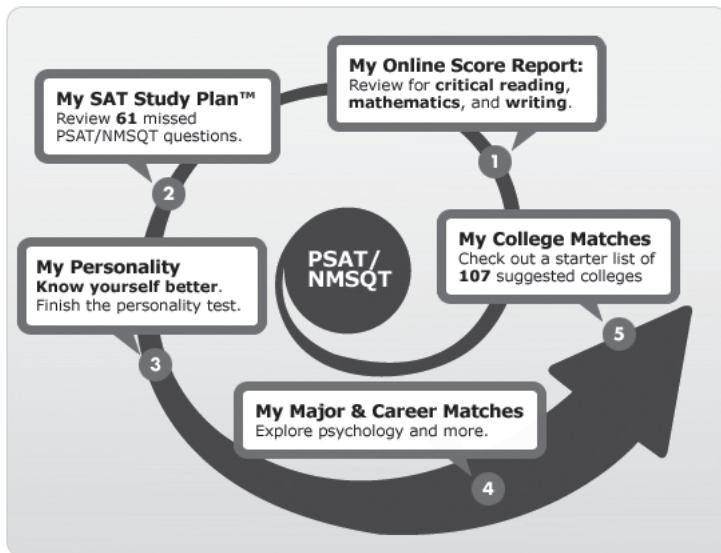 My Online Score Report:
Review for critical reading,
mathematics, and writing.
1
My SAT Study Plan™
Review 61 missed
PSAT/NMSQT questions.
2
My Personality
Know yourself better.
Finish the personality test.
3
My Major & Career Matches
Explore psychology and more.
4
My College Matches
Check out a starter list of
107 suggested colleges
5
PSAT/
NMSQT